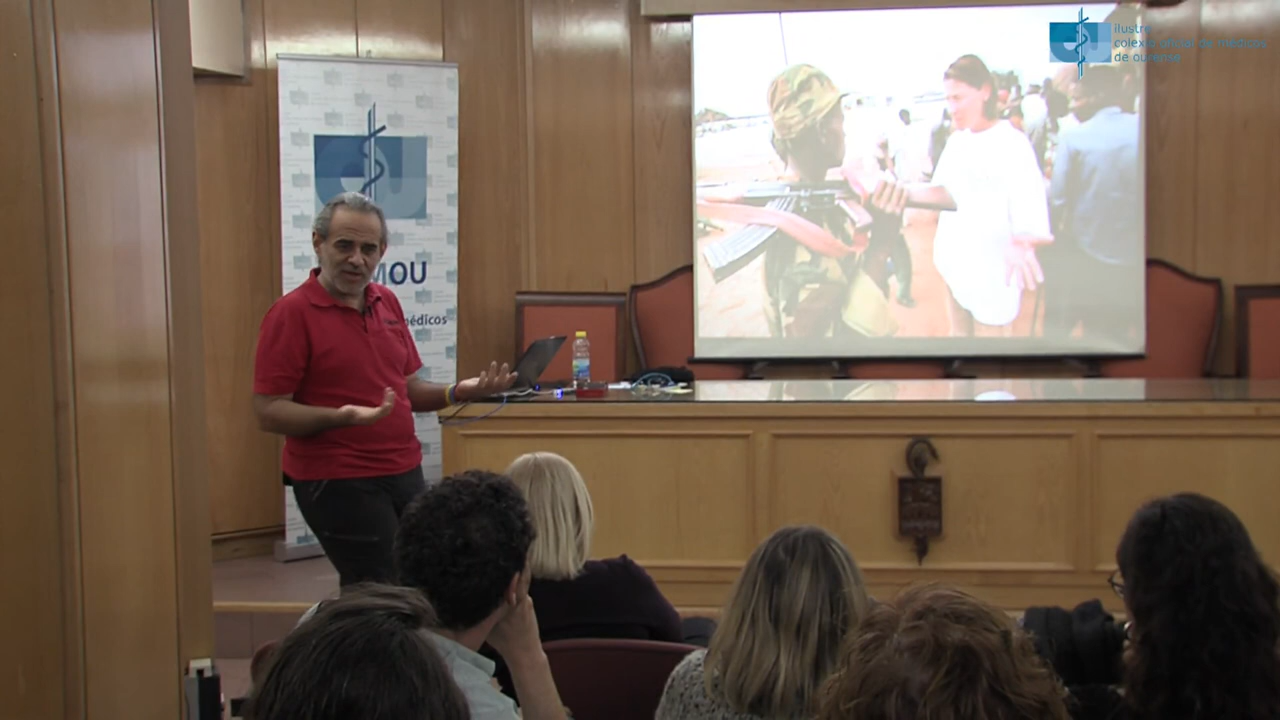 ilustre
colexio oficial de médicos
de ourense
MOU
médicos